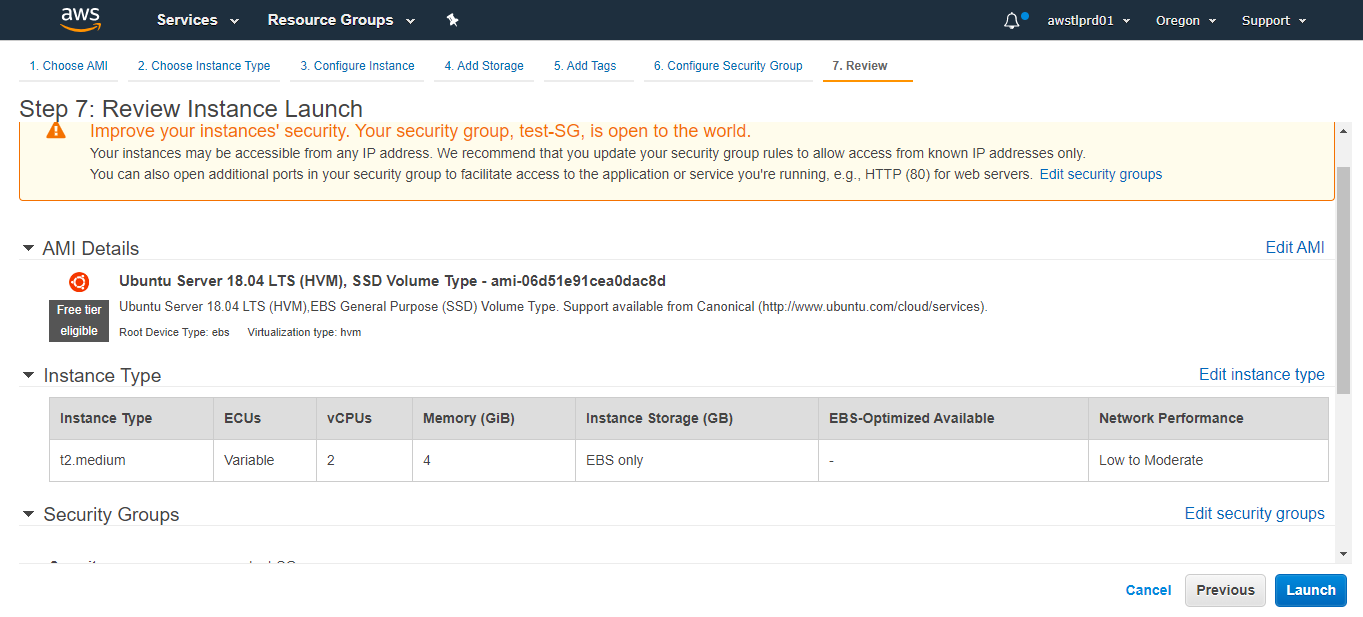 aws Services Resource Groups awstlprd01 Oregon Support
1. Choose AMI 2. Choose Instance Type 3. Configure Instance 4. Add Storage 5. Add Tags 6. Configure Security Group 7. Review
Step 7: Review Instance Launch
Improve your instances' security. Your security group, test-SG, is open to the world.
Your instances may be accessible from any IP address. We recommend that you update your security group rules to allow access from known IP addresses only.
You can also open additional ports in your security group to facilitate access to the application or service you're running, e.g., HTTP (80) for web servers. Edit security groups
AMI Details Edit AMI
Ubuntu Server 18.04 LTS (HVM), SSD Volume Type - ami-06d51e91cea0dac8d
Free tier
eligible
Ubuntu Server 18.04 LTS (HVM),EBS General Purpose (SSD) Volume Type. Support available from Canonical (http://www.ubuntu.com/cloud/services).
Root Device Type: ebs Virtualization type: hvm
Instance Type Edit instance type
Instance Type ECUs vCPUs Memory (GiB) Instance Storage (GB) EBS-Optimized Available Network Performance
t2.medium Variable 2 4 EBS only - Low to Moderate
Security Groups Edit security groups
Cancel Previous Launch